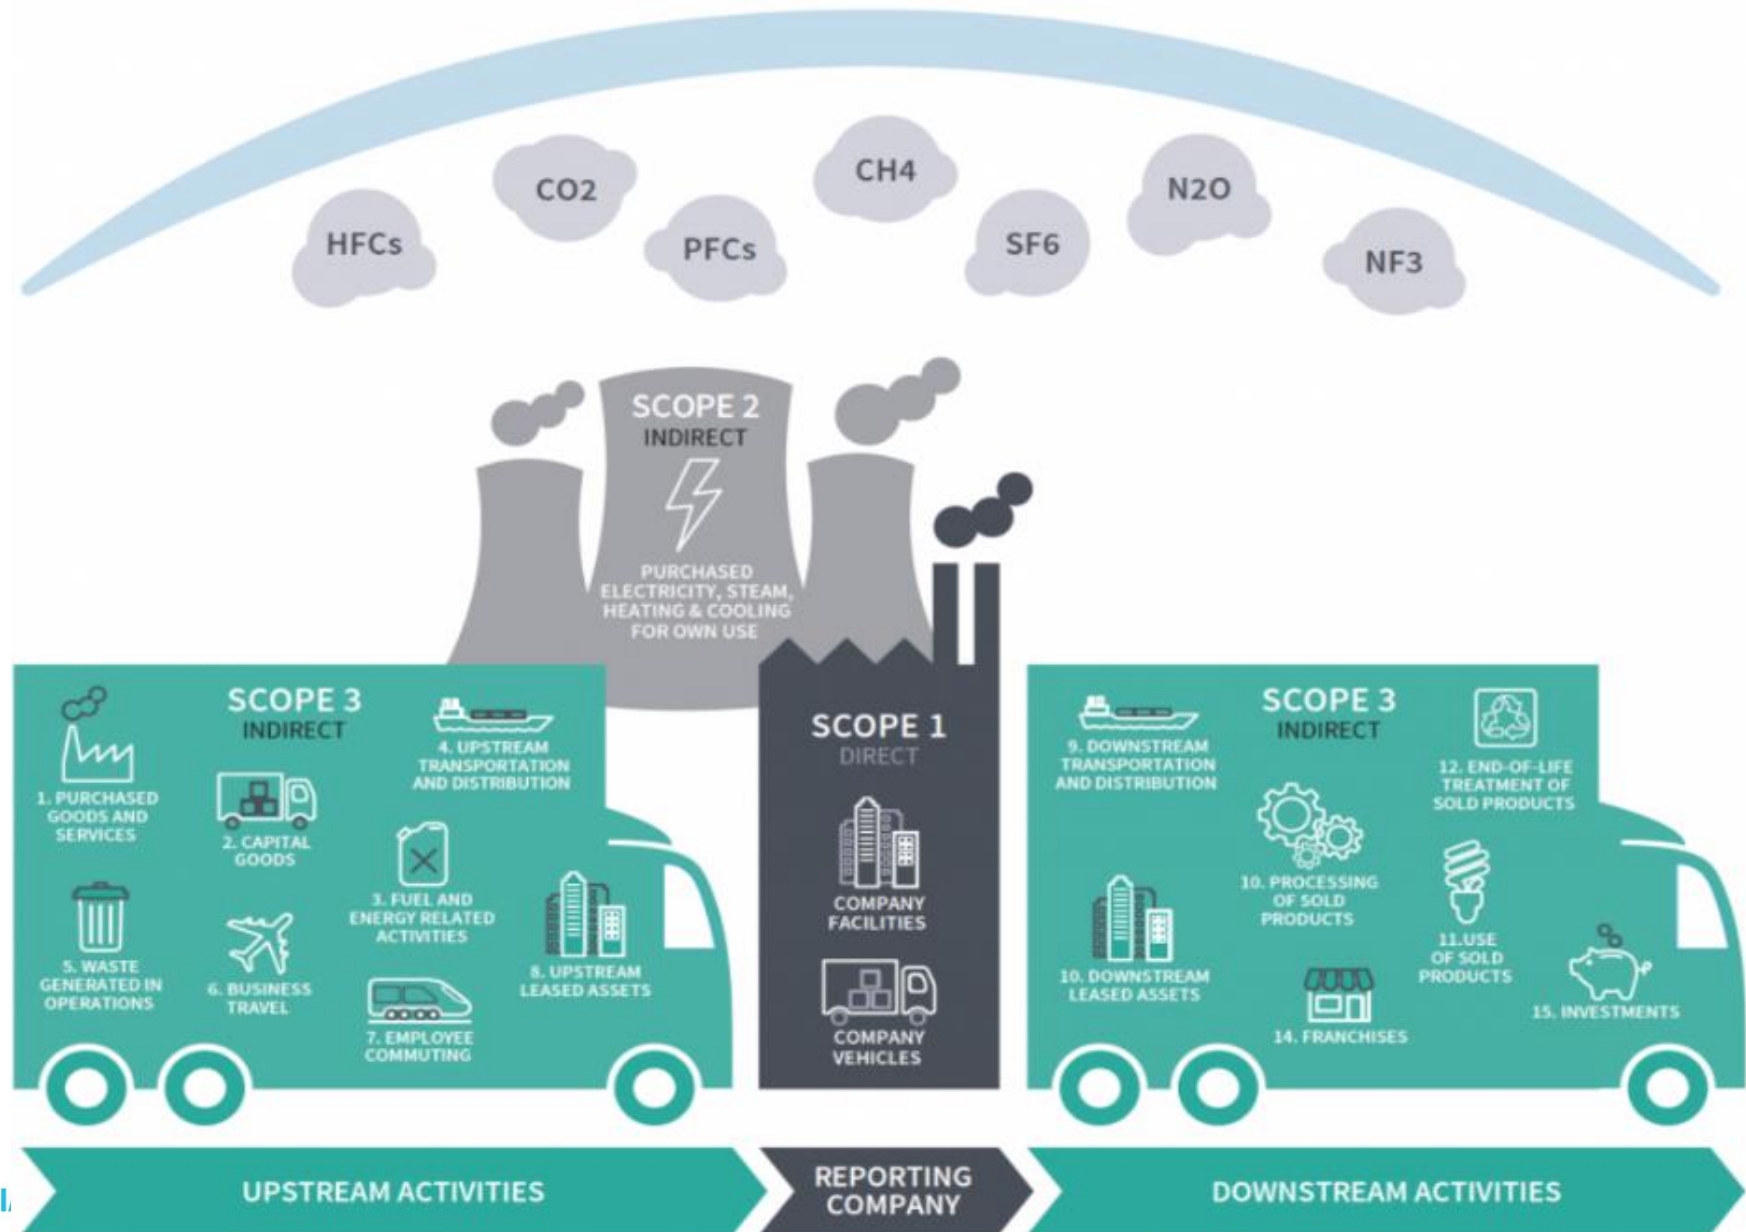 HFCs
CO2
PFCs
CH4
SF6
N2O
NF3
SCOPE 2
INDIRECT
PURCHASED
ELECTRICITY, STEAM,
HEATING & COOLING
FOR OWN USE
SCOPE 3
INDIRECT
1. PURCHASED
GOODS AND
SERVICES
2. CAPITAL
GOODS
4. UPSTREAM
TRANSPORTATION
AND DISTRIBUTION
3. FUEL AND
ENERGY RELATED
ACTIVITIES
5. WASTE
GENERATED IN
OPERATIONS
6. BUSINESS
TRAVEL
7. EMPLOYEE
COMMUTING
8. UPSTREAM
LEASED ASSETS
SCOPE 1
DIRECT
COMPANY
FACILITIES
COMPANY
VEHICLES
SCOPE 3
INDIRECT
9. DOWNSTREAM
TRANSPORTATION
AND DISTRIBUTION
10. PROCESSING
OF SOLD
PRODUCTS
12. END-OF-LIFE
TREATMENT OF
SOLD PRODUCTS
11.USE
OF SOLD
PRODUCTS
10. DOWNSTREAM
LEASED ASSETS
14. FRANCHISES
15. INVESTMENTS
UPSTREAM ACTIVITIES
REPORTING
COMPANY
DOWNSTREAM ACTIVITIES